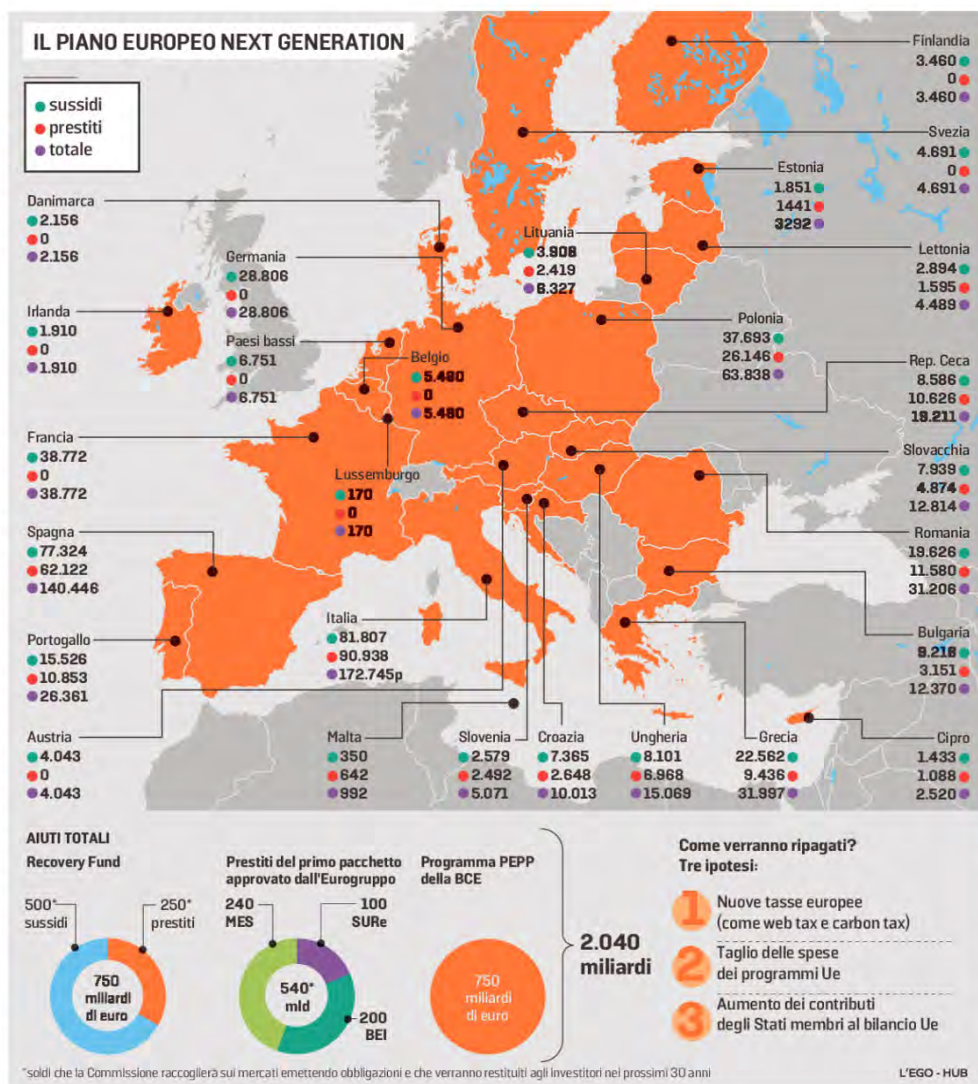 IL PIANO EUROPEO NEXT GENERATION
sussidi
prestiti
totale
Finlandia
3.460
0
3.460
Svezia
4.691
0
4.691
Estonia
1.851
1441
3292
Danimarca
2.156
0
2.156
Lituania
2.419
6.327
Lettonia
2.894
1.595
4.489
Germania
28.806
0
28.806
Irlanda
1.910
0
1.910
Paesi bassi
6.751
0
6.751
Polonia
37.693
26.146
63.838
Belgio
5.480
0
5.480
Rep. Ceca
8.586
10.626
Francia
38.772
0
38.772
Slovacchia
7.939
4.874
12.814
Lussemburgo
170
0
170
Spagna
77.324
62.122
140.446
Romania
19.626
11.580
31.206
Italia
81.807
90.938
172.745p
Portogallo
15.526
10.853
26.361
Bulgaria
3.151
12.370
Austria
4.043
0
4.043
Malta
350
642
992
Slovenia
2.579
2.492
5.071
Croazia
7.365
2.648
10.013
Ungheria
8.101
6.968
15.069
Grecia
22.562
9.436
31.997
Cipro
1.433
1.088
2.520
AIUTI TOTALI
Recovery Fund
500*
sussidi
250*
prestiti
750
miliardi
di euro
Prestiti del primo pacchetto
approvato dall'Eurogruppo
240
MES
100
SURe
540*
mld
200
BEI
Programma PEPP
della BCE
750
miliardi
di euro
2.040
miliardi
Come verranno ripagati?
Tre ipotesi:
1
Nuove tasse europee
(come web tax e carbon tax)
2
Taglio delle spese
dei programmi Ue
3
Aumento dei contributi
degli Stati membri al bilancio Ue
*soldi che la Commissione raccoglierà sui mercati emettendo obbligazioni e che verranno restituiti agli investitori nei prossimi 30 anni
L'EGO - HUB